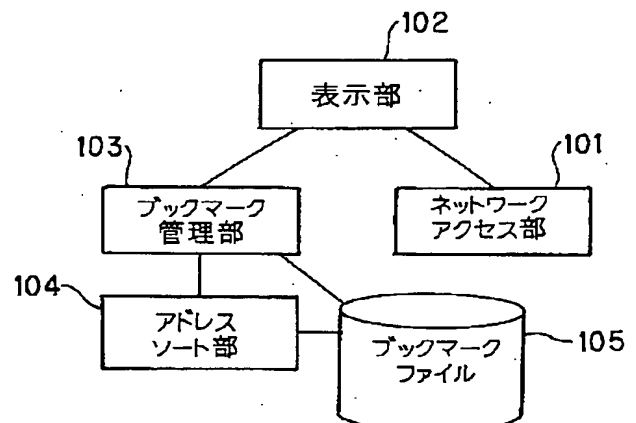 102
表示部
103
ブックマーク
管理部
101
ネットワーク
アクセス部
104
アドレス
ソート部
ブックマーク
ファイル
105